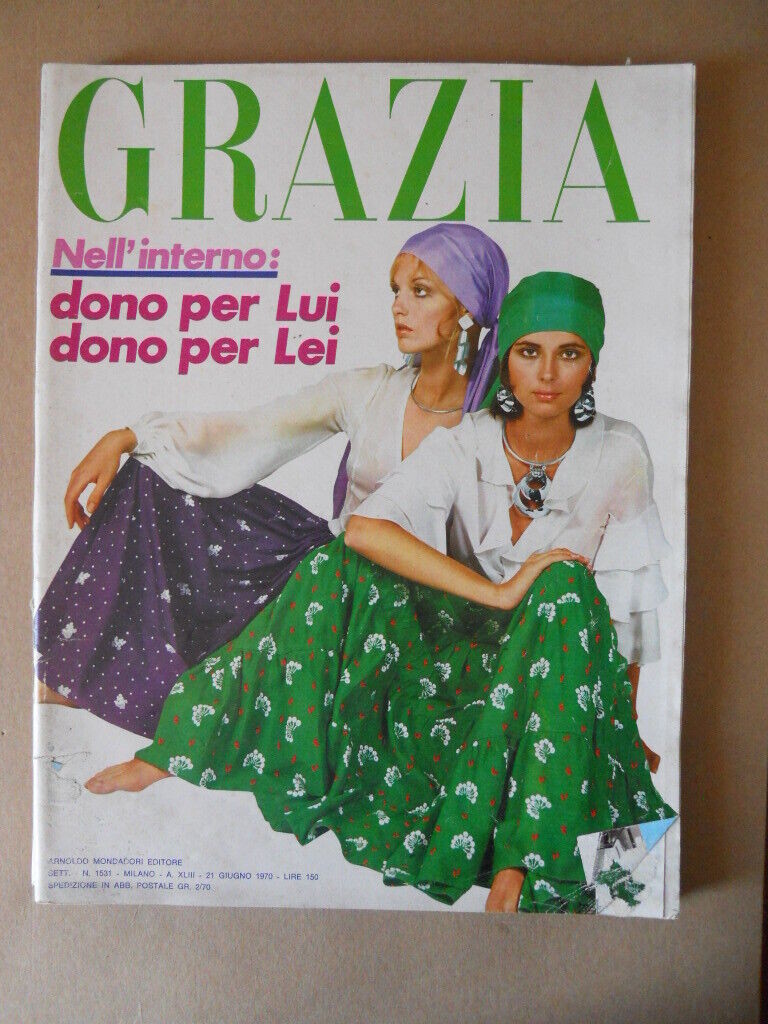 GRAZIA
Nell'interno:
dono per Lui
dono per Lei
ARNOLDO MONDADORI EDITORE
SETT. - N. 1531 - MILANO - A. XLIII - 21 GIUGNO 1970 - LIRE 150
SPEDIZIONE IN ABB. POSTALE GR. 2/70